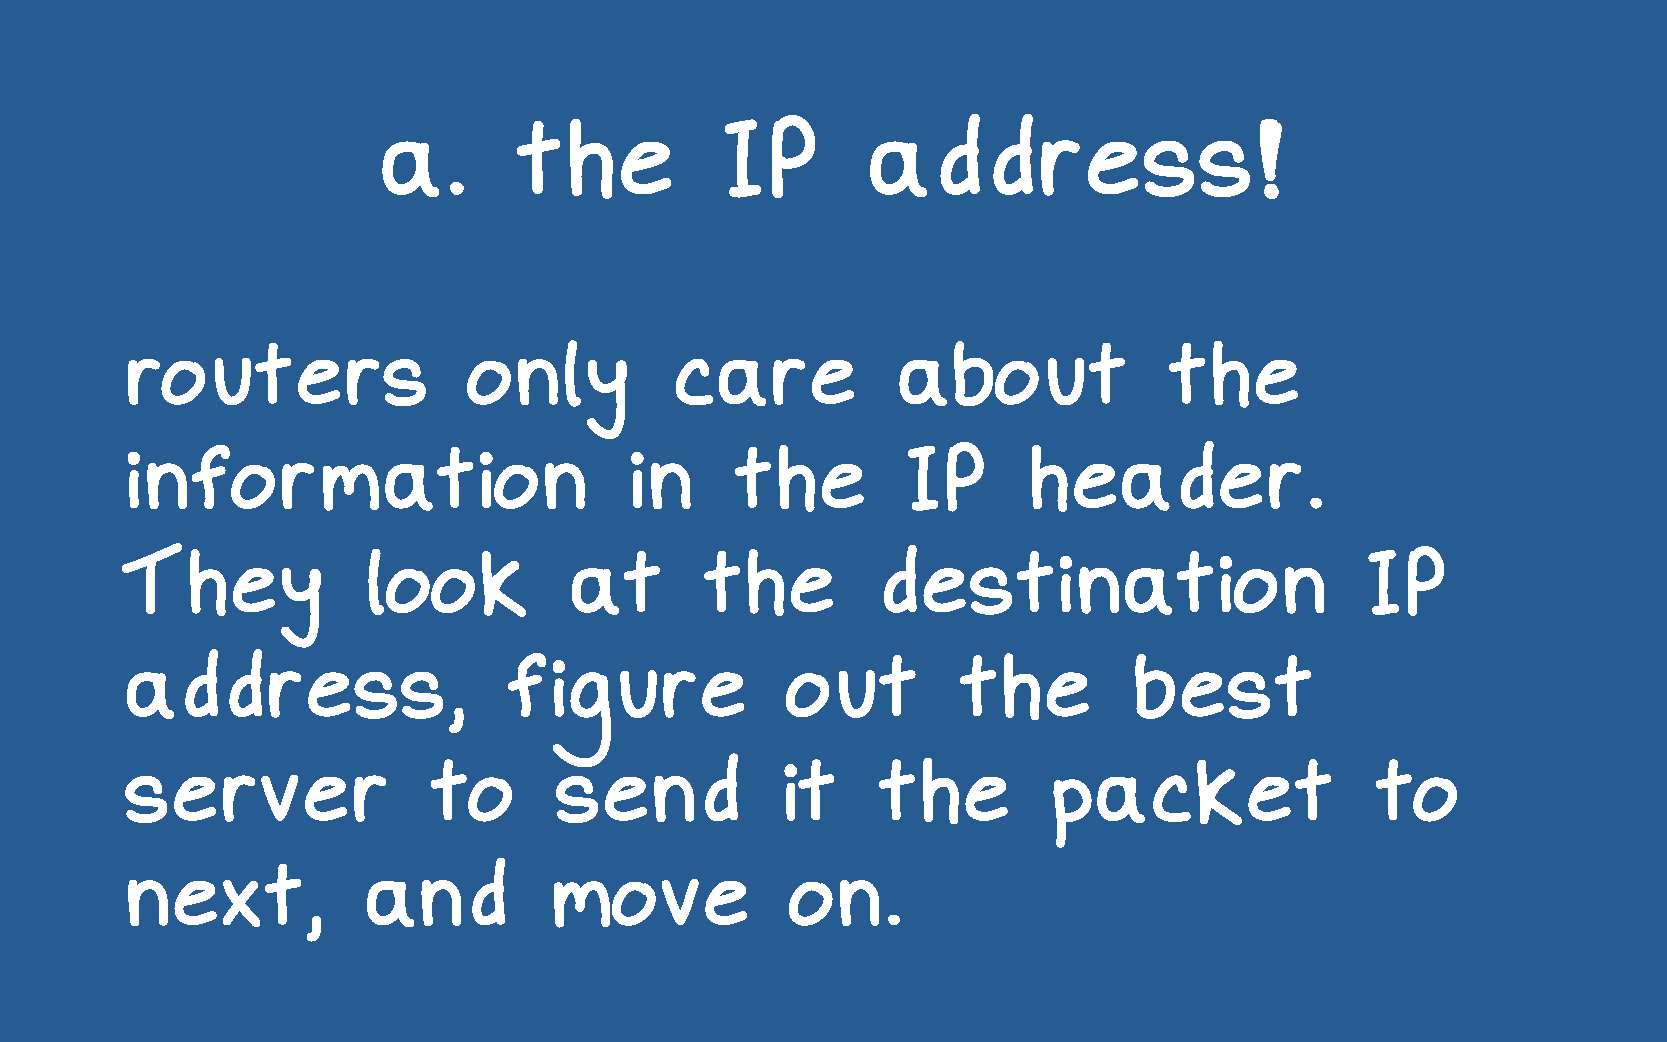 a. the IP address!
routers only care about the
information in the IP header.
They look at the destination IP
address, figure out the best
server to send it the packet to
next, and move on.